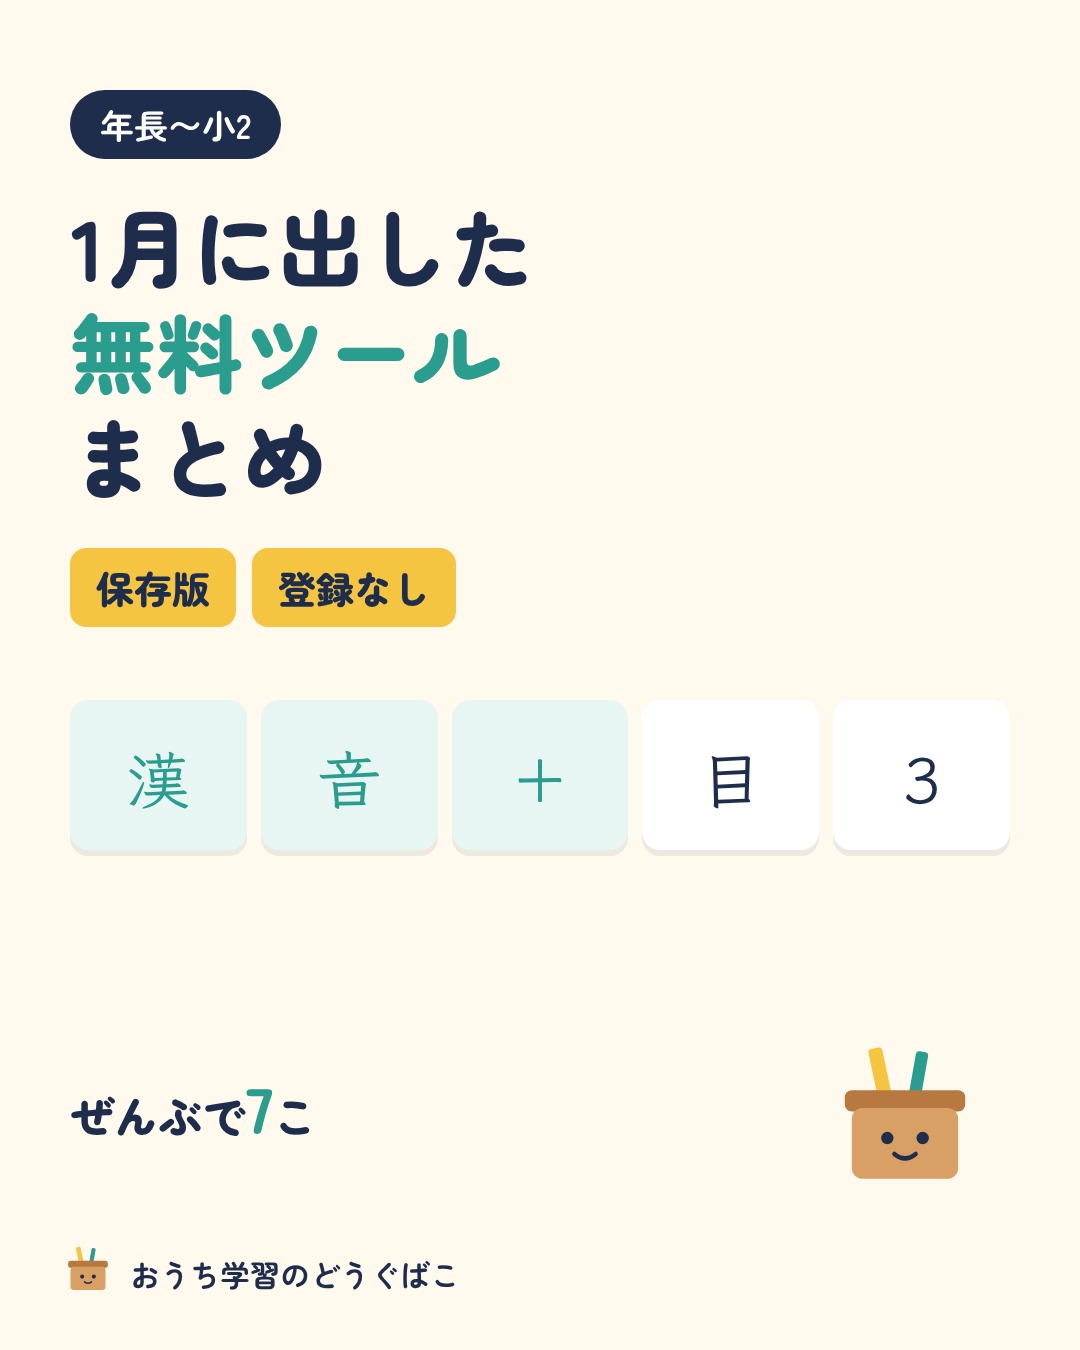 年長〜小2
1月に出した
無料ツール
まとめ
保存版 登録なし
漢 音 + 目 3
ぜんぶで7こ
おうち学習のどうぐばこ